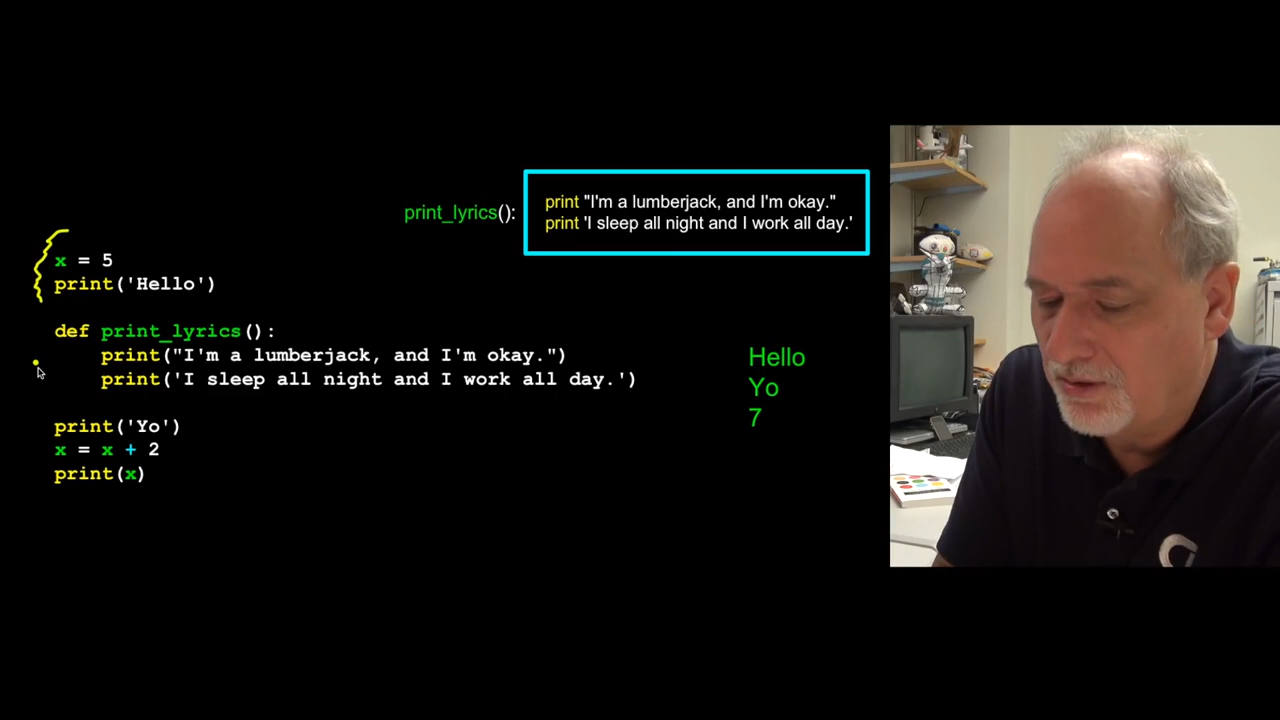 print_lyrics():
print "I'm a lumberjack, and I'm okay."
print 'I sleep all night and I work all day.'
x = 5
print('Hello')
def print_lyrics():
print("I'm a lumberjack, and I'm okay.")
print('I sleep all night and I work all day.')
print('Yo')
x = x + 2
print(x)
Hello
Yo
7